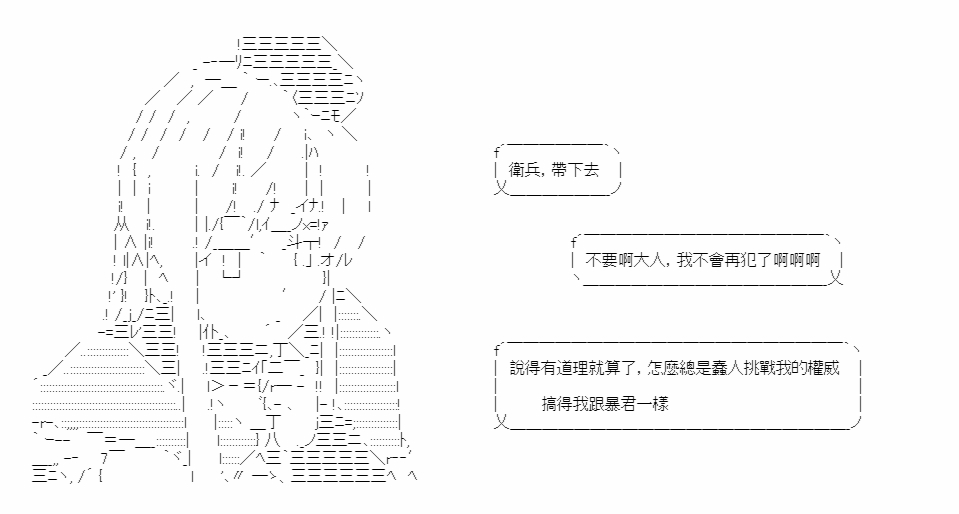 衛兵, 帶下去
不要啊大人, 我不會再犯了啊啊啊
說得有道理就算了, 怎麼總是蠢人挑戰我的權威
搞得我跟暴君一樣